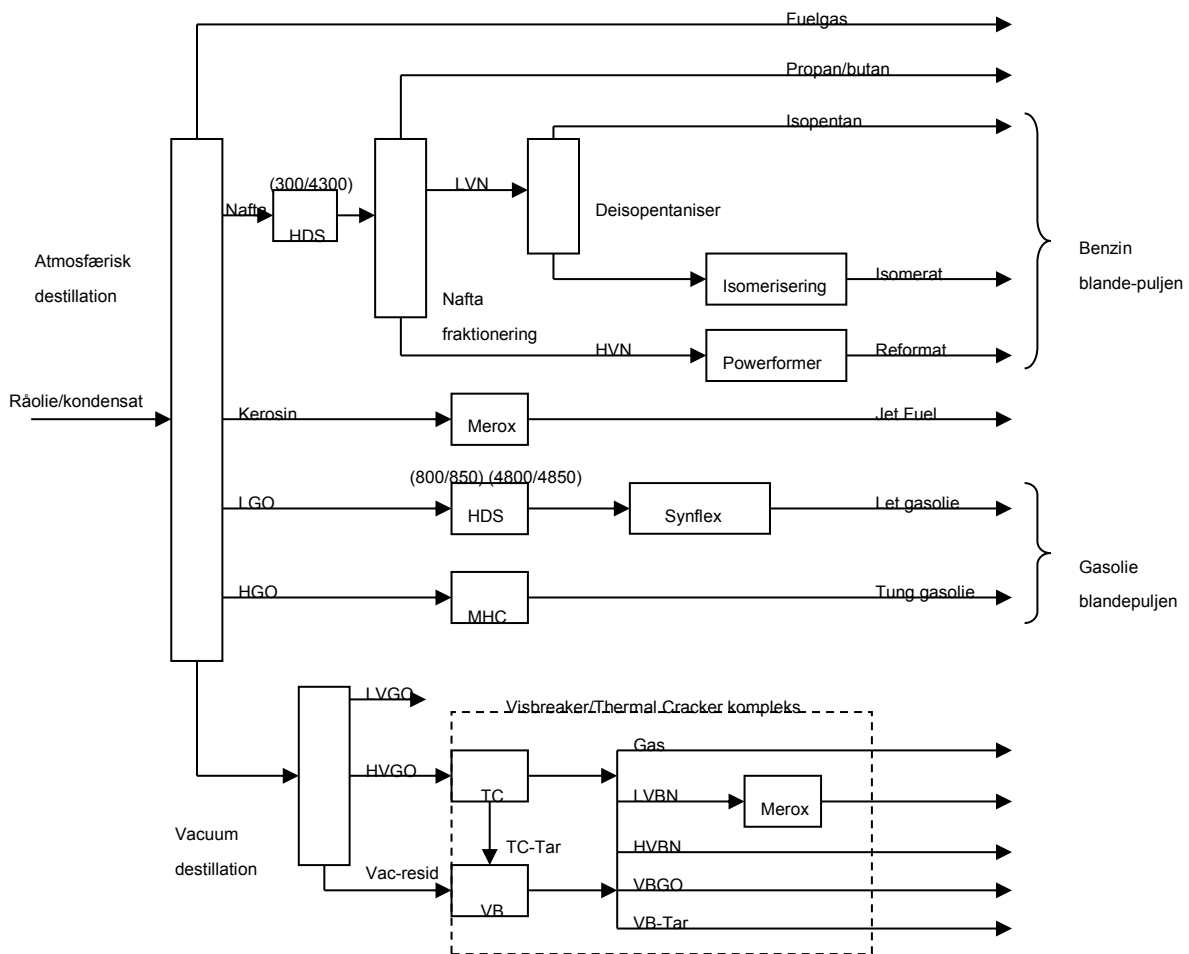 Fuelgas
Propan/butan
Isopentan
(300/4300)
LVN
Nafta
HDS
Deisopentaniser
Atmosfærisk
destillation
Benzin
blande-puljen
Isomerisering
Isomerat
Nafta
fraktionering
HVN
Powerformer
Reformat
Råolie/kondensat
Kerosin
Merox
Jet Fuel
(800/850) (4800/4850)
LGO
HDS
Synflex
Let gasolie
Gasolie
blandepuljen
HGO
MHC
Tung gasolie
LVGO
Visbreaker/Thermal Cracker kompleks
Gas
HVGO
TC
LVBN
Merox
Vacuum
destillation
TC-Tar
HVBN
Vac-resid
VB
VBGO
VB-Tar